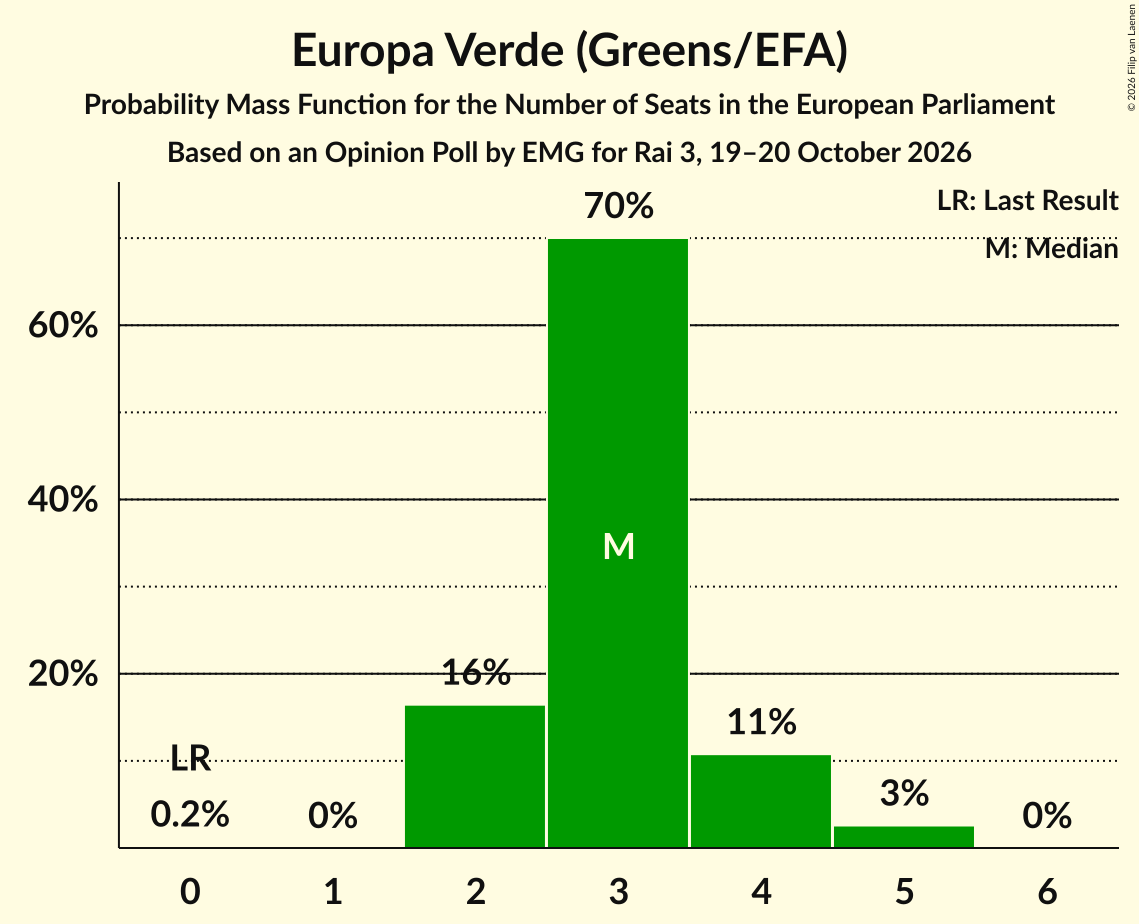 Europa Verde (Greens/EFA)
Probability Mass Function for the Number of Seats in the European Parliament
Based on an Opinion Poll by EMG for Rai 3, 19–20 October 2026
© 2026 Filip van Laenen
LR: Last Result
M: Median
70%
60%
40%
M
20%
16%
11%
LR
3%
0.2%
0%
0%
0 1 2 3 4 5 6